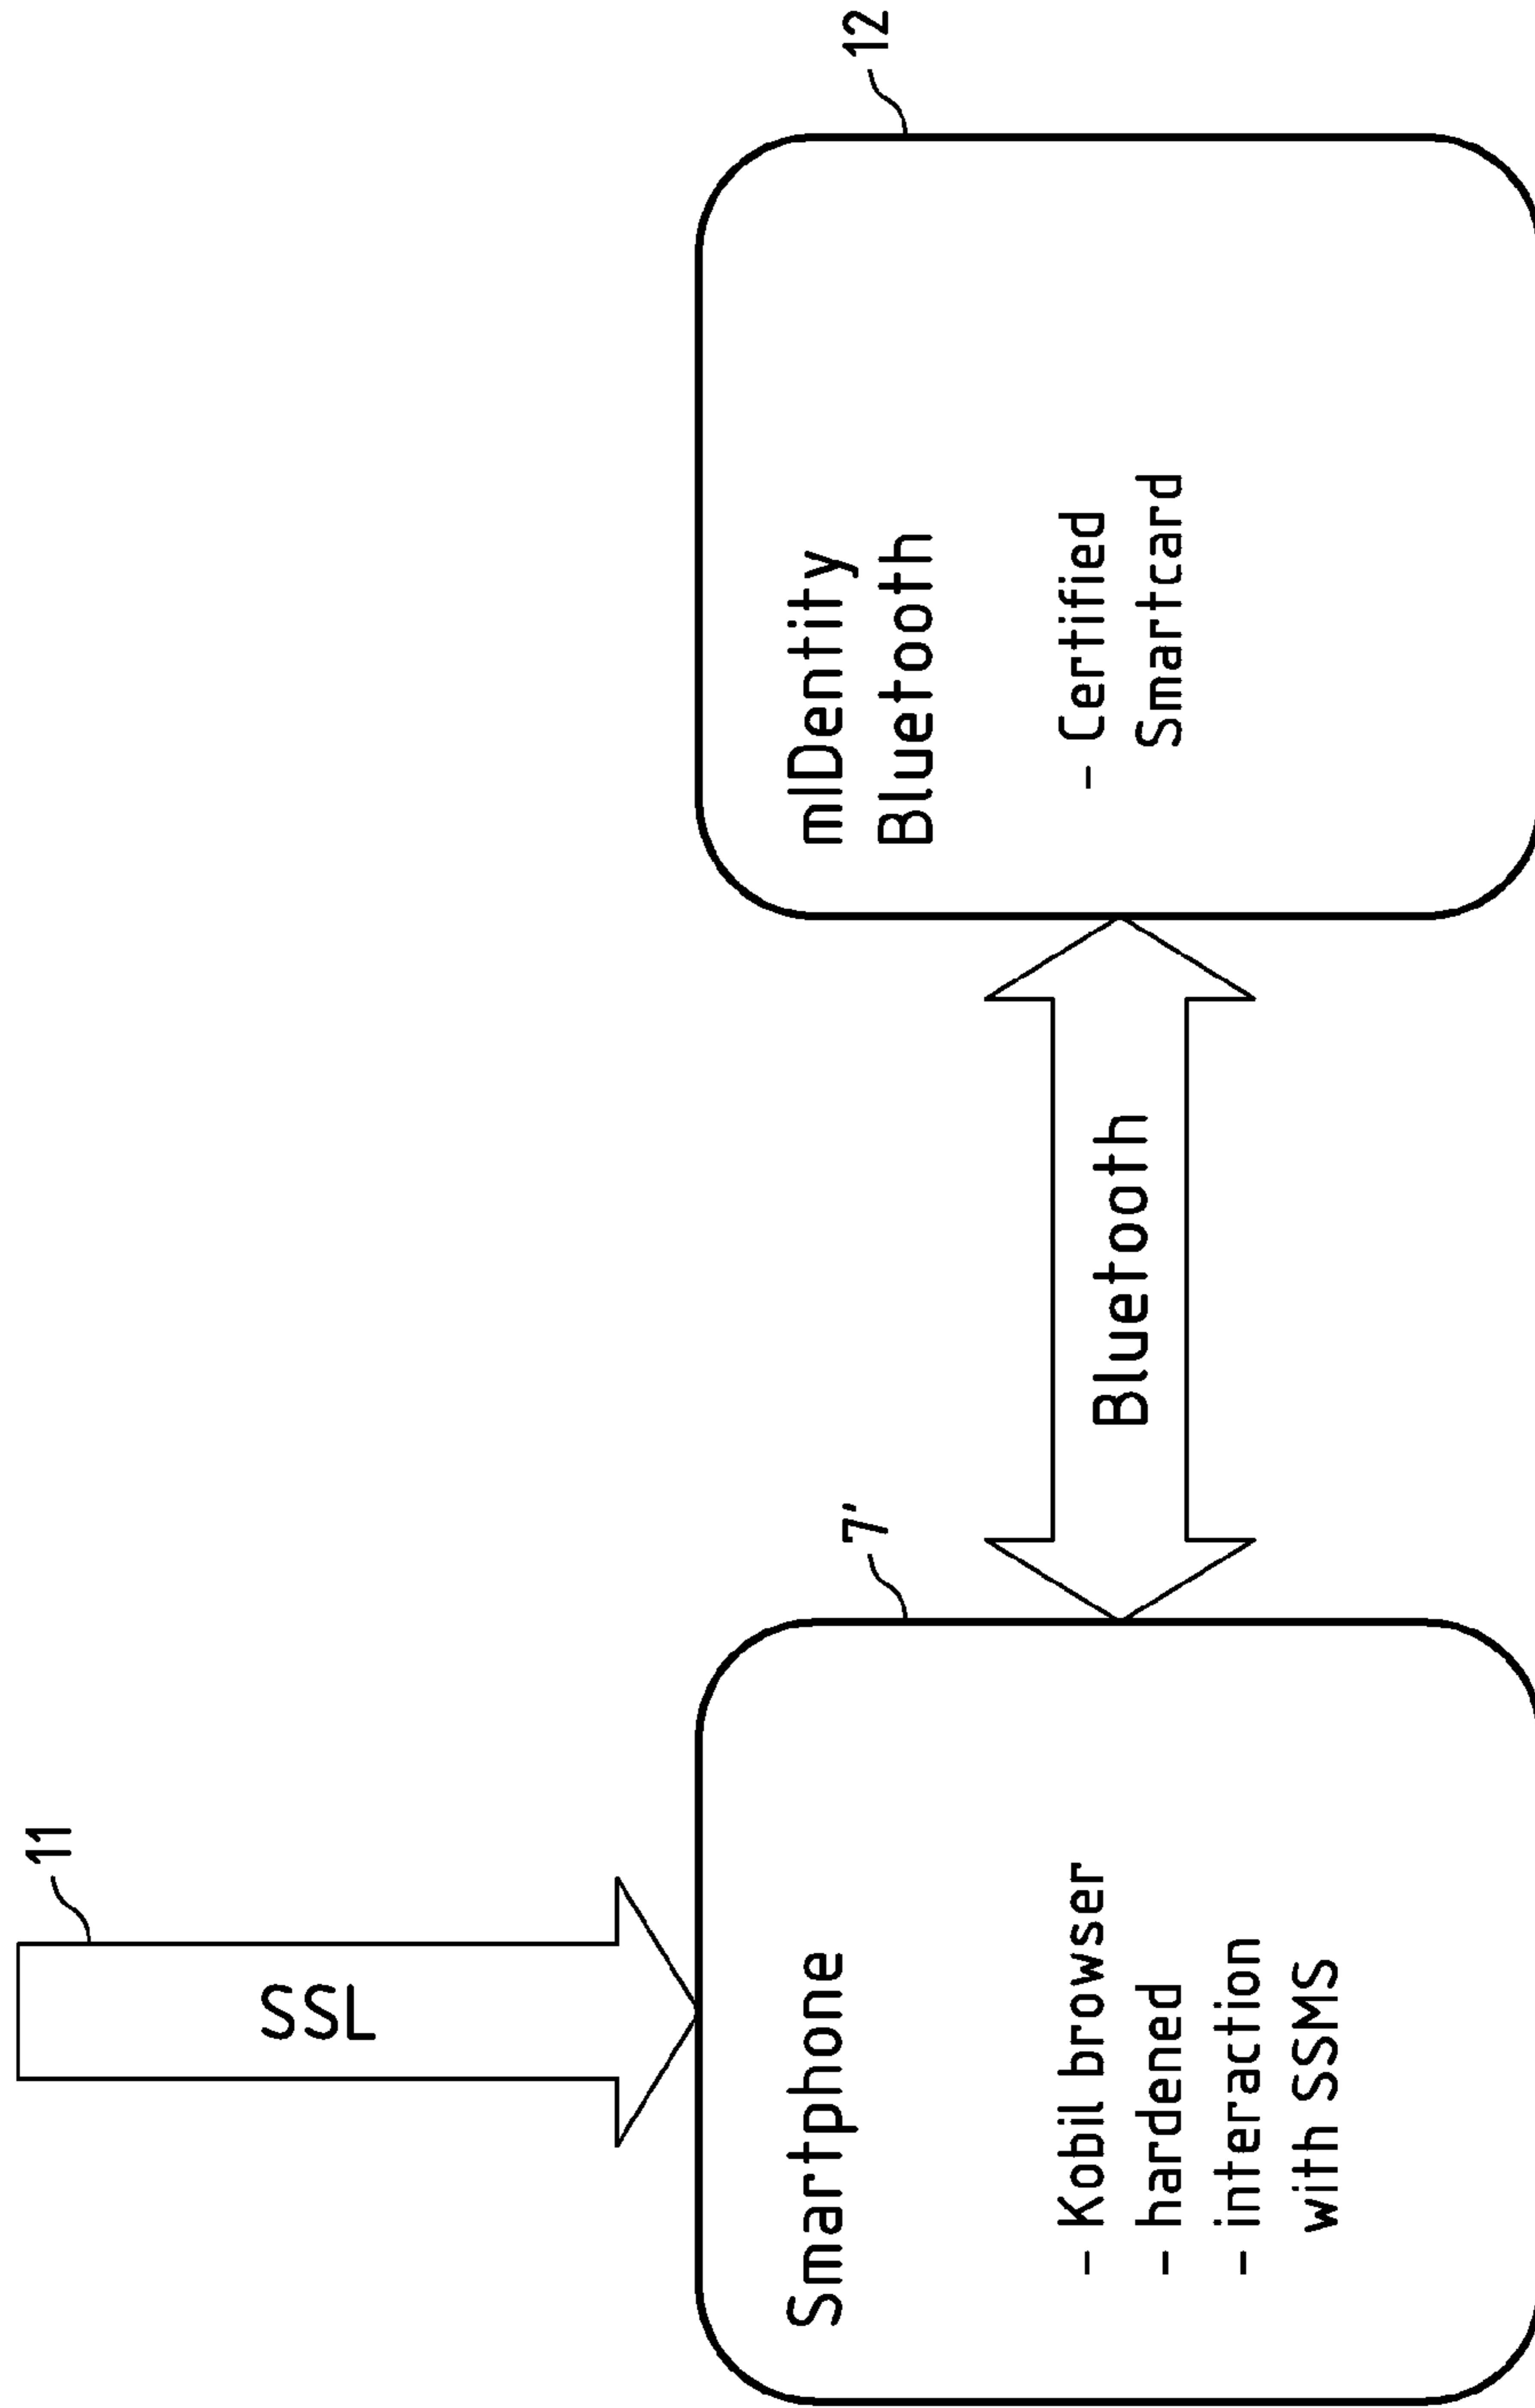 11
SSL
Smartphone
7'
- Kobil browser
- hardened
- interaction
with SSMS
Bluetooth
12
mIDentity
Bluetooth
- Certified
Smartcard